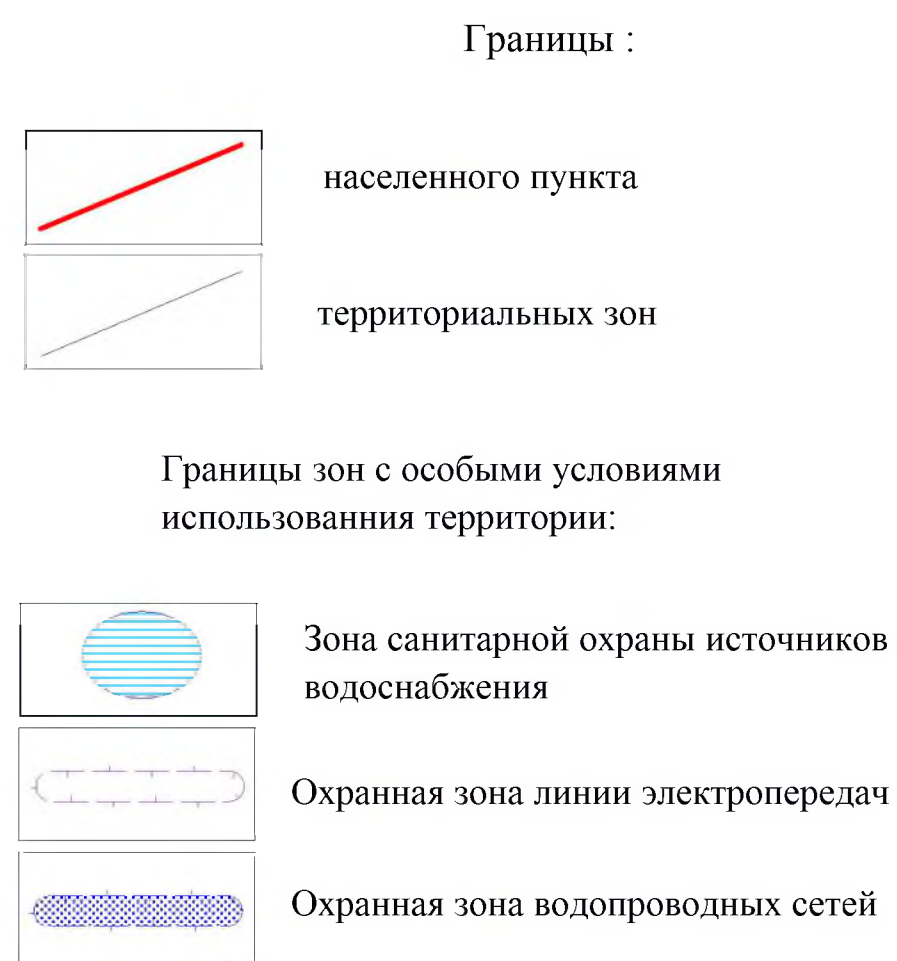 Границы :
населенного пункта
территориальных зон
Границы зон с особыми условиями
использованния территории:
Зона санитарной охраны источников
водоснабжения
Охранная зона линии электропередач
Охранная зона водопроводных сетей